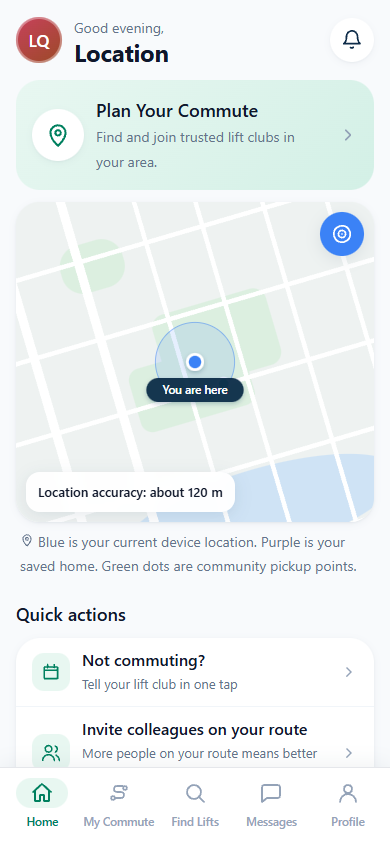 LQ
Good evening,
Location
Plan Your Commute
Find and join trusted lift clubs in
your area.
You are here
Location accuracy: about 120 m
Blue is your current device location. Purple is your
saved home. Green dots are community pickup points.
Quick actions
Not commuting?
Tell your lift club in one tap
Invite colleagues on your route
More people on your route means better
Home
My Commute
Find Lifts
Messages
Profile